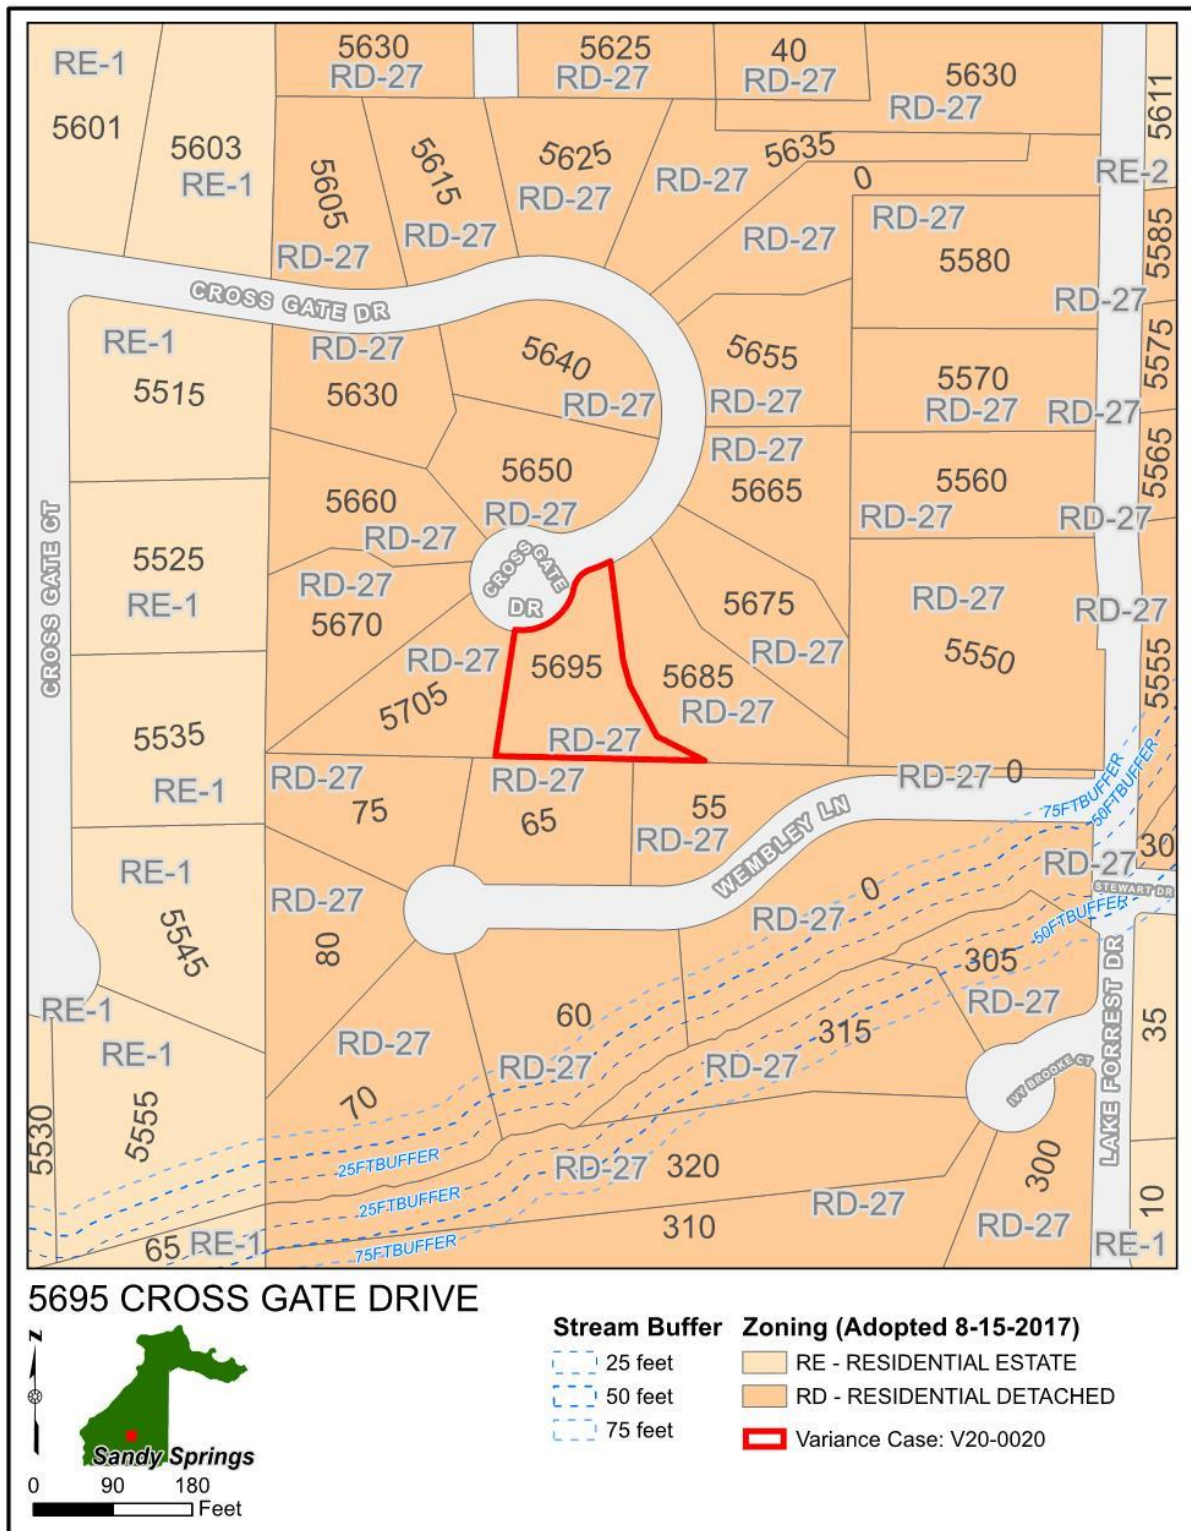 5630
RD-27
5625
RD-27
40
RD-27
5630
RD-27
RE-1
5601
5603
RE-1
5605
RD-27
5615
RD-27
5625
RD-27
RD-27
5635
0
RD-27
RD-27
5580
5611
RE-2
5585
RD-27
CROSS GATE DR
RE-1
5515
RD-27
5630
5640
RD-27
5655
RD-27
5570
RD-27
RD-27
5575
5650
RD-27
RD-27
5665
5560
RD-27
RD-27
5565
5660
RD-27
CROSS GATE CT
5525
RE-1
RD-27
5670
CROSS
GATE
DR
5675
RD-27
RD-27
5550
RD-27
5555
RD-27
5705
5695
RD-27
5685
RD-27
5535
RE-1
RD-27
75
RD-27
65
55
RD-27
RD-27
0
WEMBLEY LN
75FTBUFFER
50FTBUFFER
30
RD-27
STEWART DR
RE-1
5545
RD-27
80
RD-27
0
50FTBUFFER
305
RD-27
LAKE FORREST DR
35
RE-1
RE-1
5555
5530
RD-27
70
60
RD-27
315
RD-27
IVY BROOKE CT
25FTBUFFER
RD-27
320
300
RD-27
10
RE-1
25FTBUFFER
75FTBUFFER
65
RE-1
310
RD-27
5695 CROSS GATE DRIVE
Z
Sandy Springs
0 90 180
Feet
Stream Buffer
25 feet
50 feet
75 feet
Zoning (Adopted 8-15-2017)
RE - RESIDENTIAL ESTATE
RD - RESIDENTIAL DETACHED
Variance Case: V20-0020